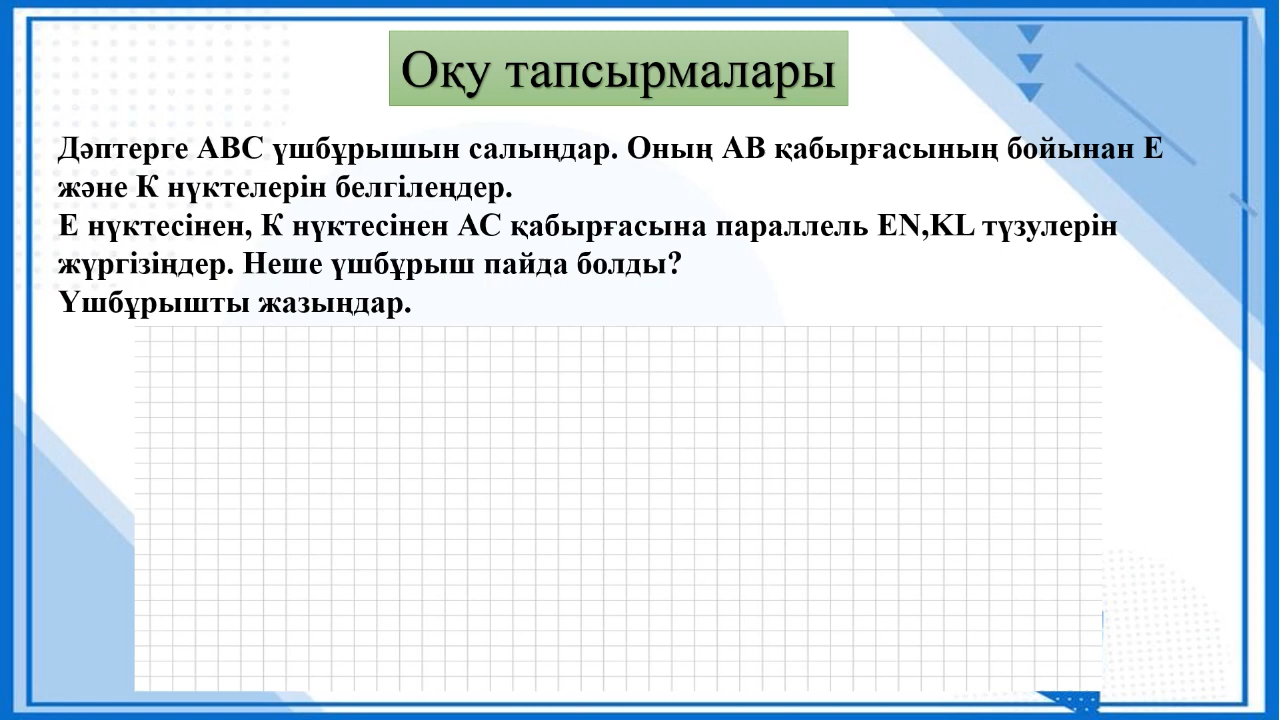 Оқу тапсырмалары
Дәптерге АВС үшбұрышын салыңдар. Оның АВ қабырғасының бойынан Е
және К нүктелерін белгілеңдер.
Е нүктесінен, К нүктесінен АС қабырғасына параллель EN,KL түзулерін
жүргізіңдер. Неше үшбұрыш пайда болды?
Үшбұрышты жазыңдар.